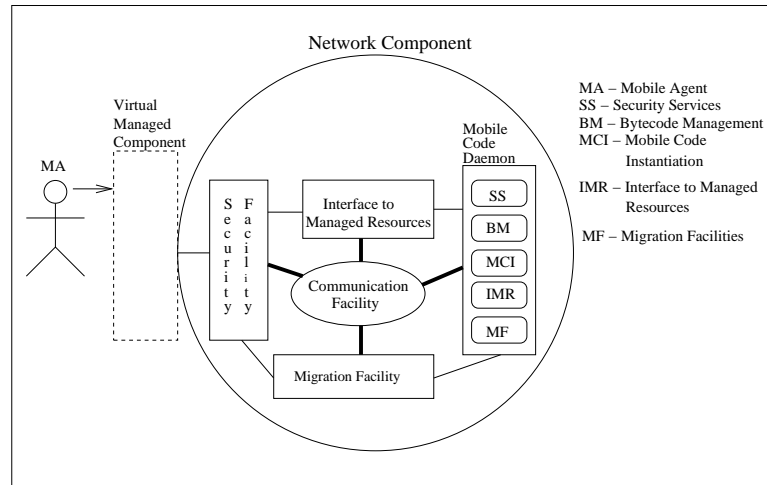 Network Component
Virtual
Managed
Component
MA
Security
Facility
Interface to
Managed Resources
Communication
Facility
Migration Facility
Mobile
Code
Daemon
SS
BM
MCI
IMR
MF
MA – Mobile Agent
SS – Security Services
BM – Bytecode Management
MCI – Mobile Code
Instantiation
IMR – Interface to Managed
Resources
MF – Migration Facilities